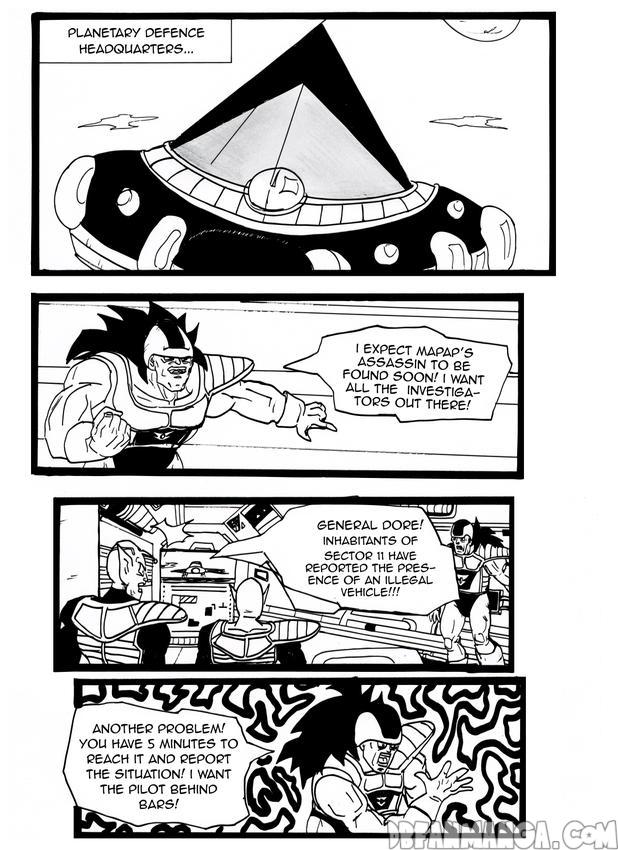 PLANETARY DEFENCE
HEADQUARTERS...
I EXPECT MAPAP'S
ASSASSIN TO BE
FOUND SOON! I WANT
ALL THE INVESTIGA-
TORS OUT THERE!
GENERAL DORE!
INHABITANTS OF
SECTOR 11 HAVE
REPORTED THE PRES-
ENCE OF AN ILLEGAL
VEHICLE!!!
ANOTHER PROBLEM!
YOU HAVE 5 MINUTES TO
REACH IT AND REPORT
THE SITUATION! I WANT
THE PILOT BEHIND
BARS!
DBFANMANGA.COM